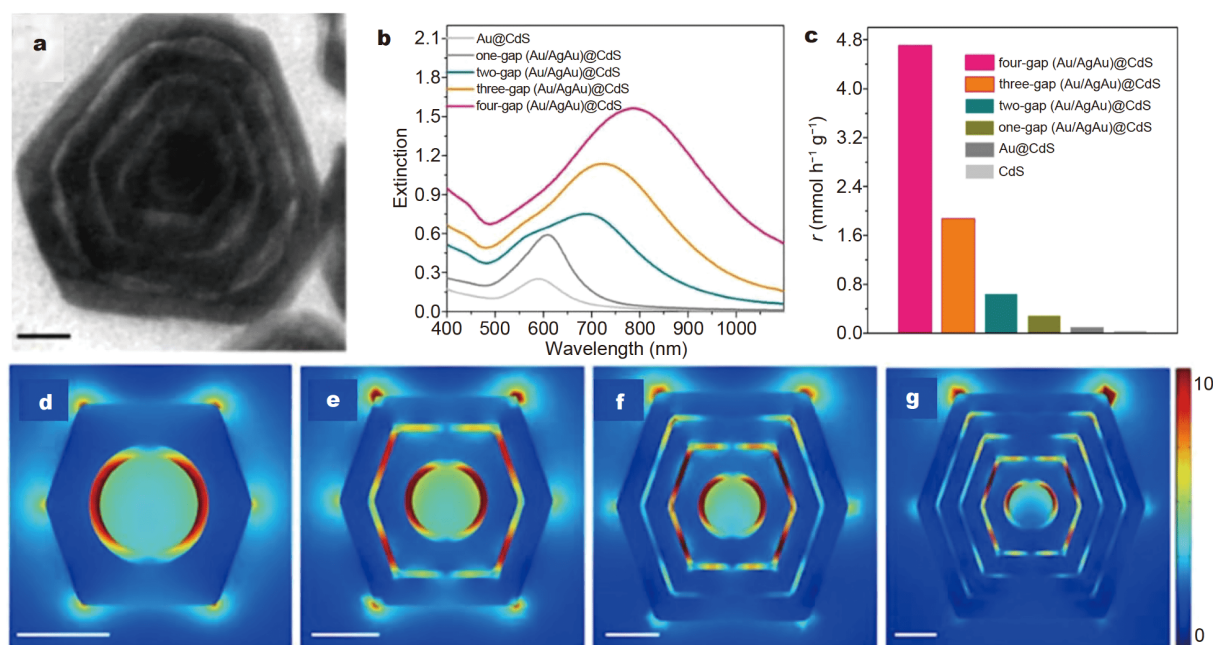 a
b
2.1
1.8
1.5
1.2
0.9
0.6
0.3
0.0
Extinction
Au@CdS
one-gap (Au/AgAu)@CdS
two-gap (Au/AgAu)@CdS
three-gap (Au/AgAu)@CdS
four-gap (Au/AgAu)@CdS
400 500 600 700 800 900 1000
Wavelength (nm)
c
4.8
4.0
3.2
2.4
1.6
0.8
0.0
r (mmol h⁻¹ g⁻¹)
four-gap (Au/AgAu)@CdS
three-gap (Au/AgAu)@CdS
two-gap (Au/AgAu)@CdS
one-gap (Au/AgAu)@CdS
Au@CdS
CdS
d
e
f
g
10
0